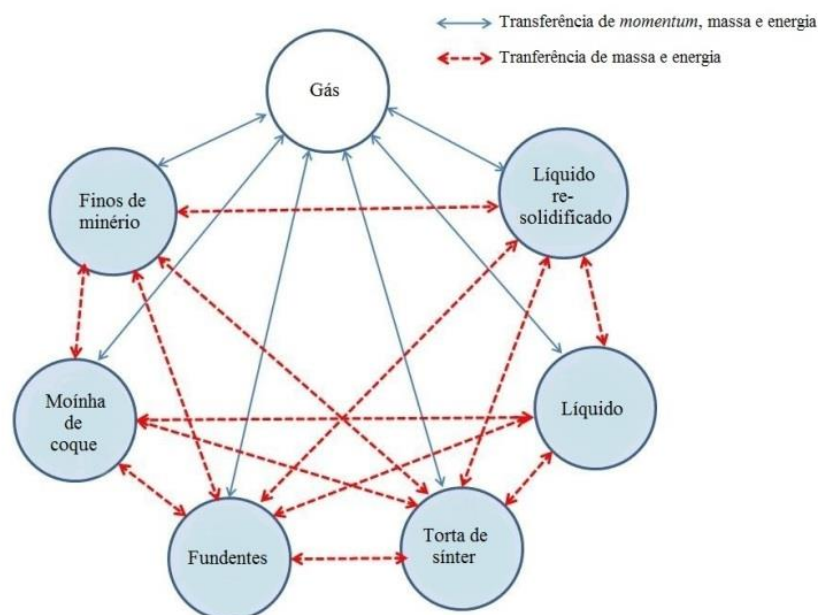 Transferência de momentum, massa e energia
Tranferência de massa e energia
Gás
Finos de
minério
Líquido
re-
solidificado
Moínha
de
coque
Líquido
Fundentes
Torta de
sínter